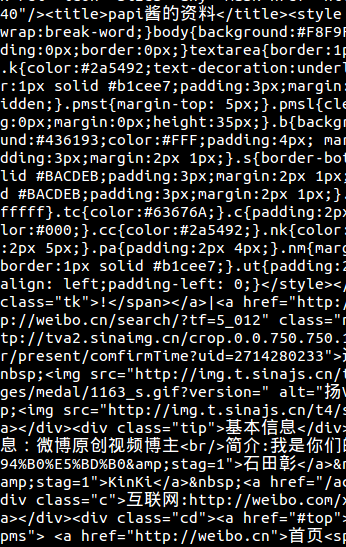 40"/><title>papi酱的资料</title><style
wrap:break-word;}body{background:#F8F9F
ding:0px;border:0px;}textarea{border:1p
.k{color:#2a5492;text-decoration:underl
r:1px solid #b1cee7;padding:3px;margin:
idden;}.pmst{margin-top: 5px;}.pmsl{cle
g:0px;margin:0px;height:35px;}.b{backgr
und:#436193;color:#FFF;padding:4px; mar
dding:3px;margin:2px 1px;}.s{border-bot
lid #BACDEB;padding:3px;margin:2px 1px;
d #BACDEB;padding:3px;margin:2px 1px;}.
fffff}.tc{color:#63676A;}.c{padding:2px
lor:#000;}.cc{color:#2a5492;}.nk{color:
:2px 5px;}.pa{padding:2px 4px;}.nm{marg
border:1px solid #b1cee7;}.ut{padding:2
align: left;padding-left: 0;}</style></
class="tk">!</span></a>|<a href="http:/
p://weibo.cn/search/?tf=5_012" class="n
tp://tva2.sinaimg.cn/crop.0.0.750.750.1
r/present/comfirmTime?uid=2714280233">
nbsp;<img src="http://img.t.sinajs.cn/t
ges/medal/1163_s.gif?version=" alt="扬V
p;<img src="http://img.t.sinajs.cn/t4/s
a></div><div class="tip">基本信息</div>
息：微博原创视频博主<br/>简介:我是你们的
94%B0%E5%BD%B0&amp;stag=1">石田彰</a>&n
amp;stag=1">KinKi</a>&nbsp;<a href="/ac
div class="c">互联网:http://weibo.com/x
a></div><div class="cd"><a href="#top">
pms"> <a href="http://weibo.cn">首页<sp